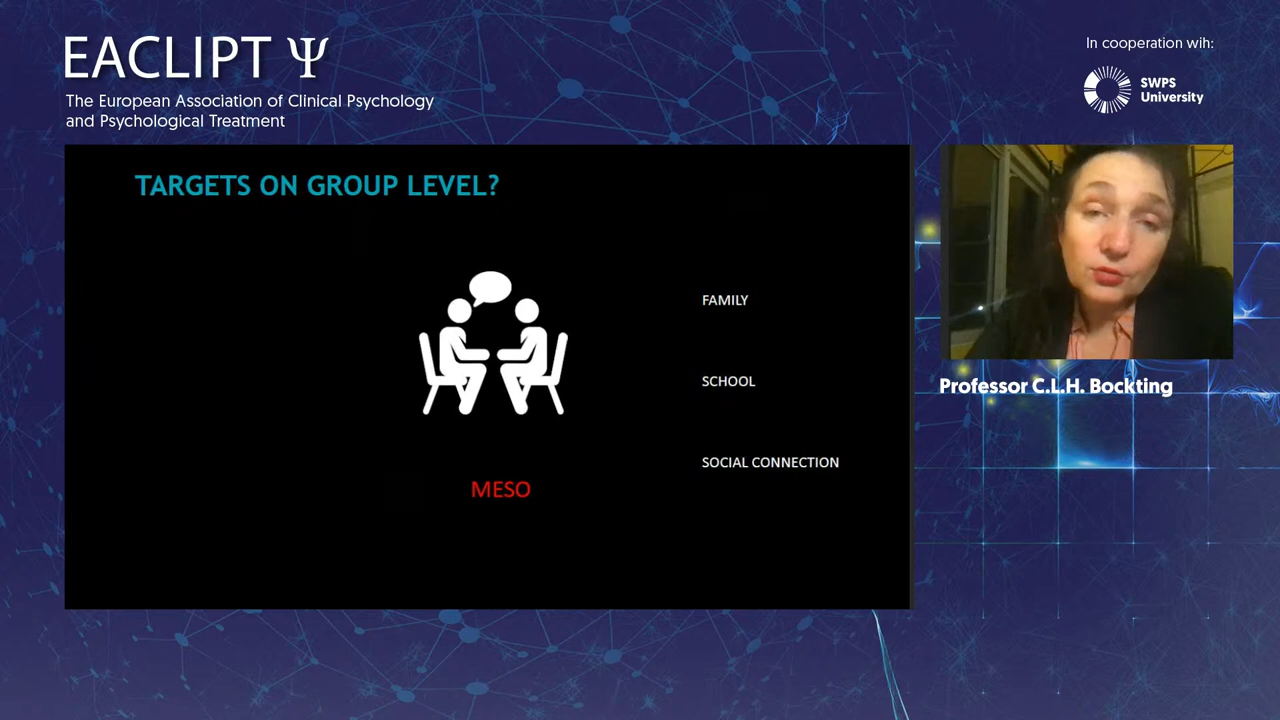 EACLIPT Ψ
The European Association of Clinical Psychology
and Psychological Treatment
In cooperation wih:
SWPS
University
TARGETS ON GROUP LEVEL?
FAMILY
SCHOOL
SOCIAL CONNECTION
MESO
Professor C.L.H. Bockting